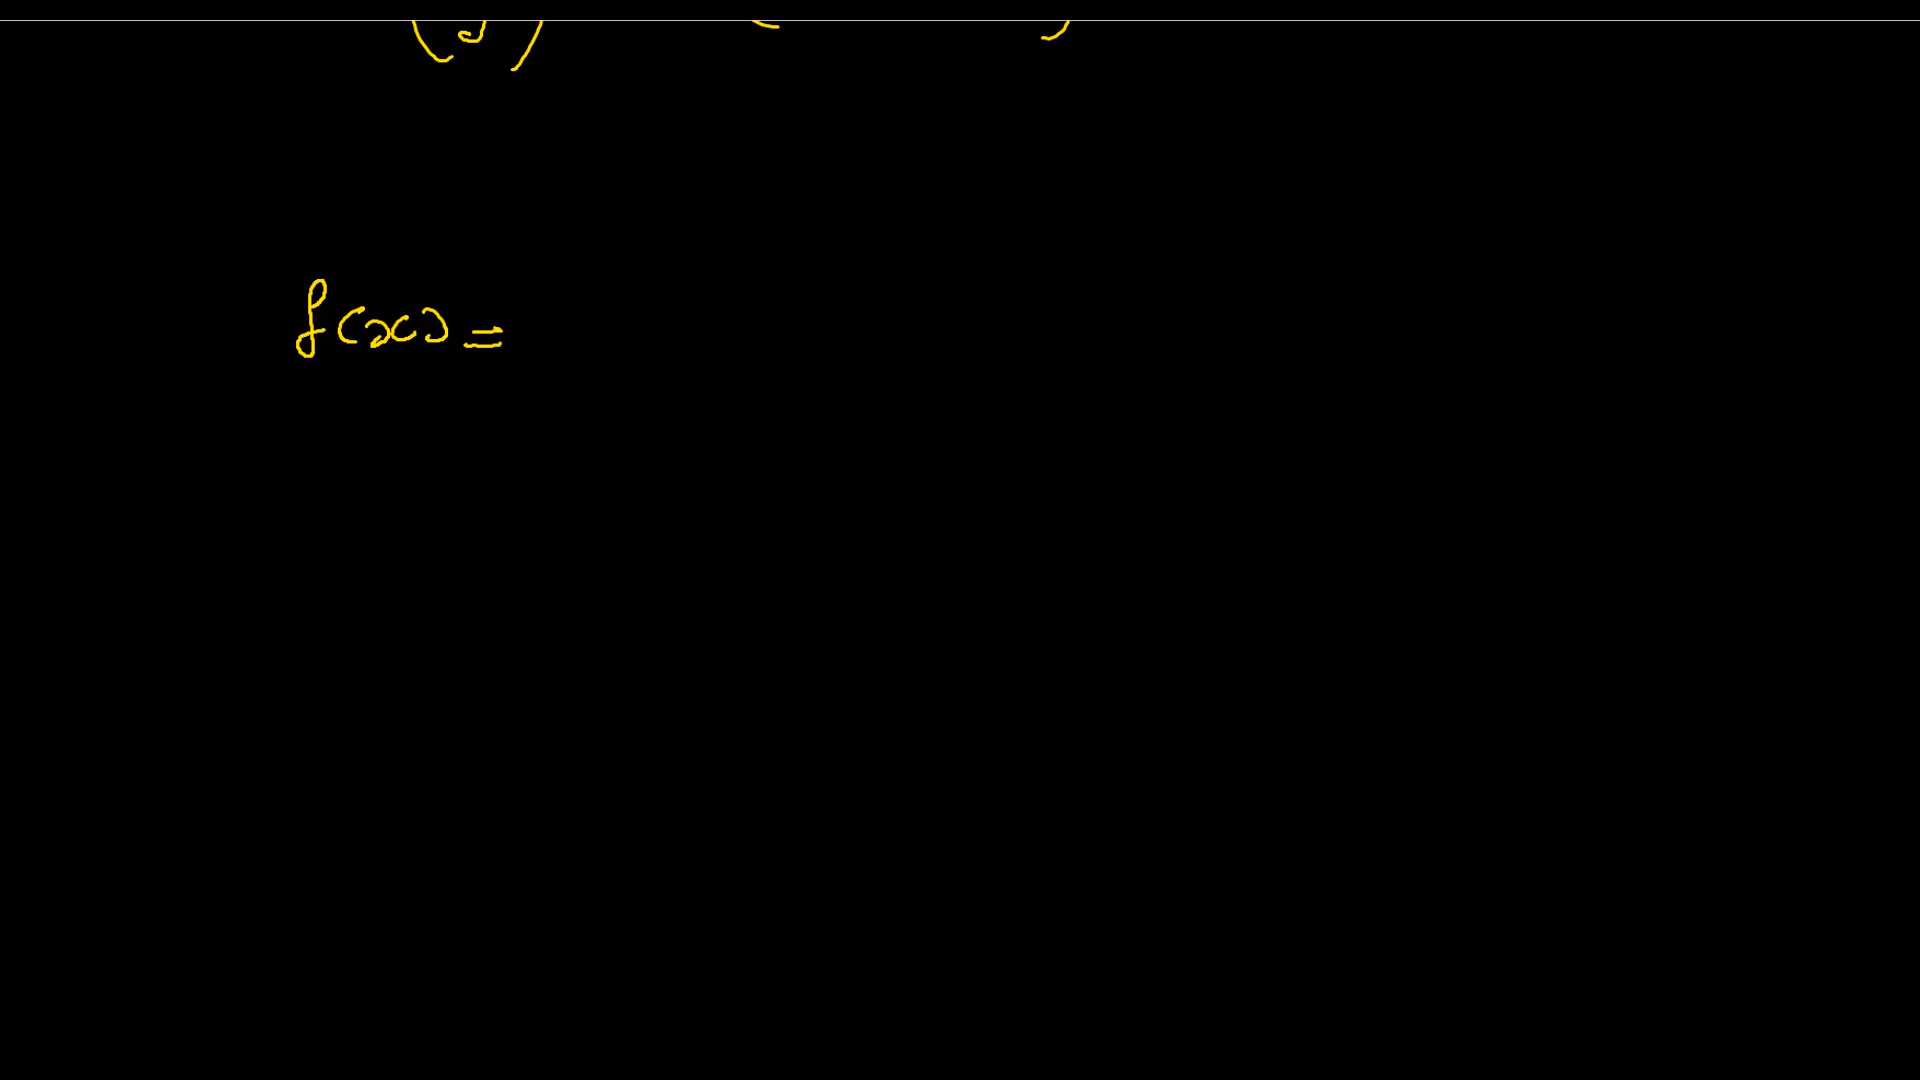 f(x) =